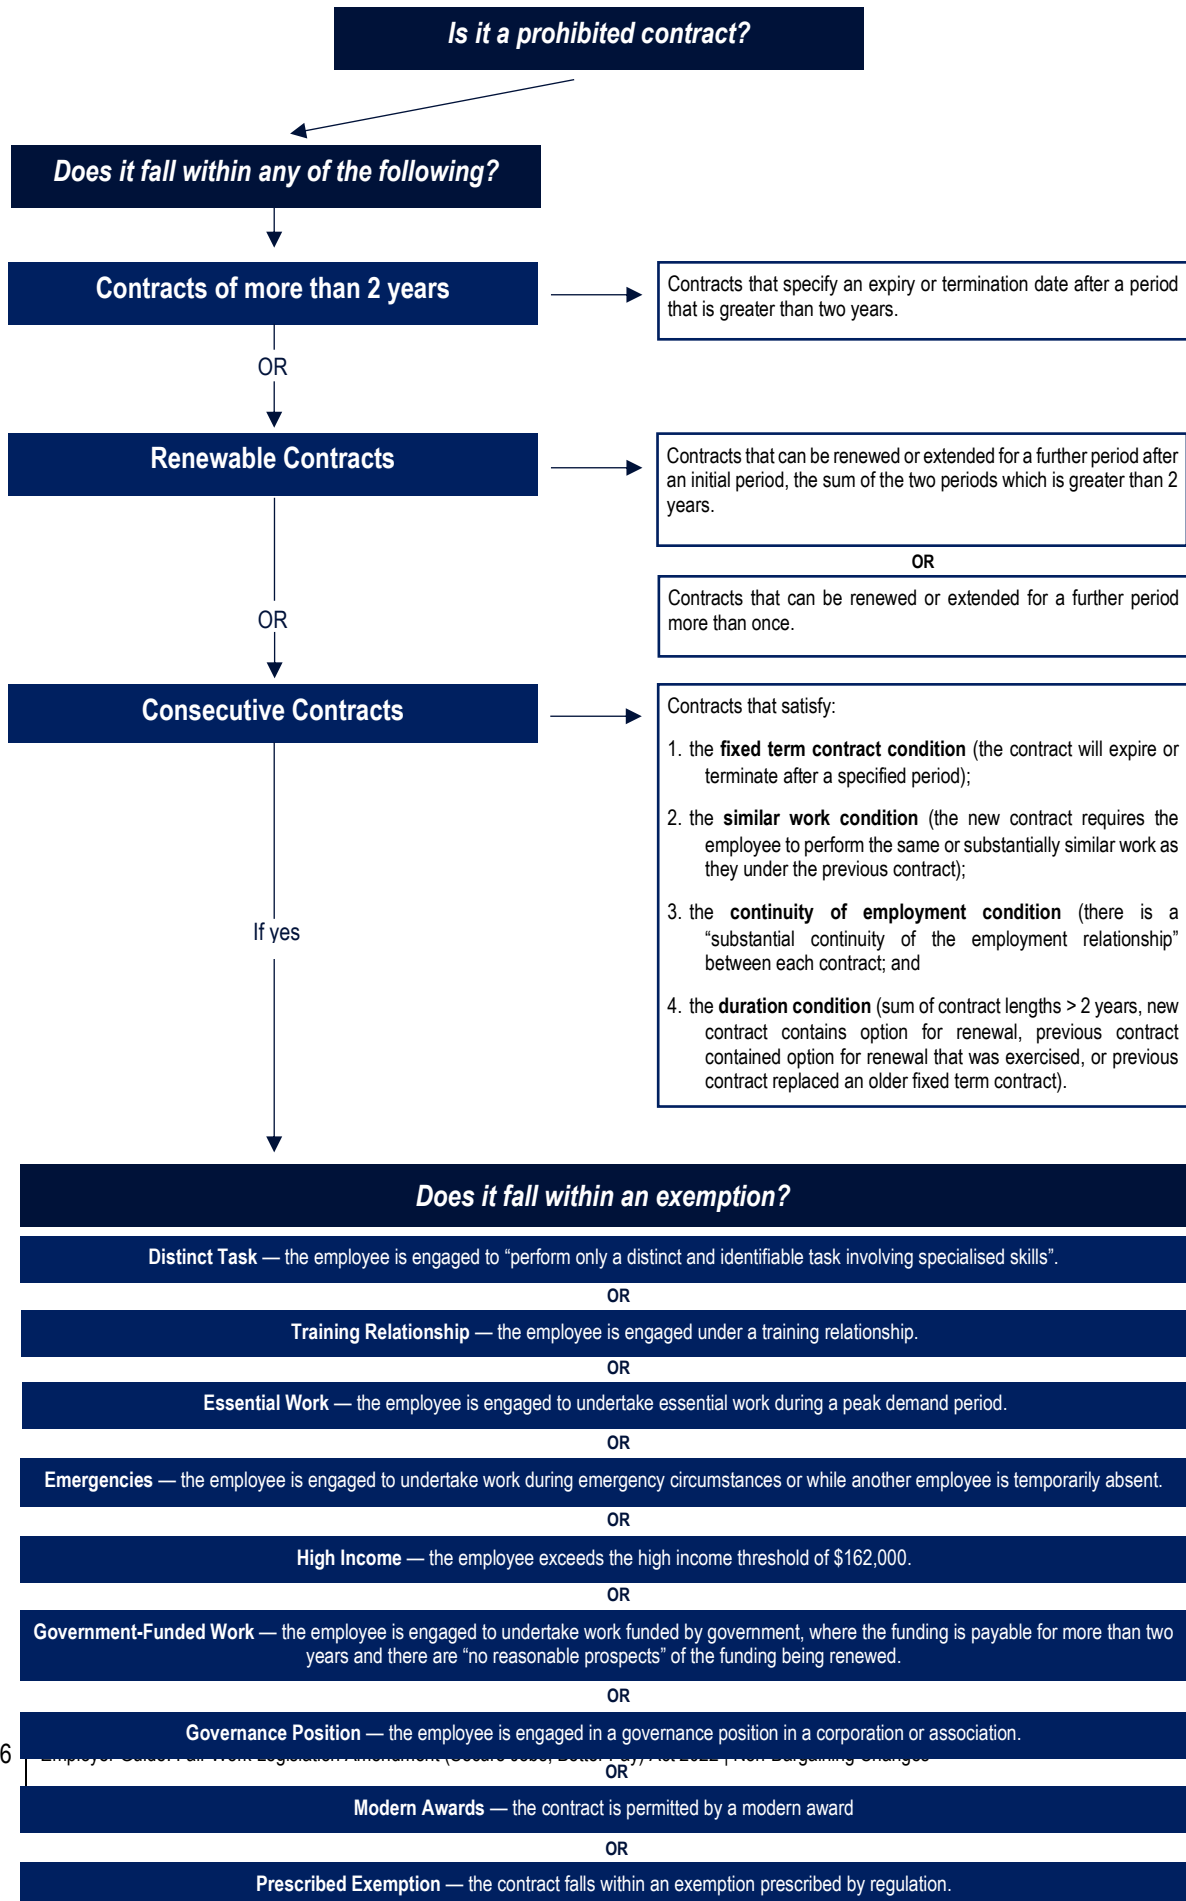 Is it a prohibited contract?
Does it fall within any of the following?
Contracts of more than 2 years
Contracts that specify an expiry or termination date after a period
that is greater than two years.
OR
Renewable Contracts
Contracts that can be renewed or extended for a further period after
an initial period, the sum of the two periods which is greater than 2
years.
OR
Contracts that can be renewed or extended for a further period
more than once.
OR
Consecutive Contracts
Contracts that satisfy:
1. the fixed term contract condition (the contract will expire or
terminate after a specified period);
2. the similar work condition (the new contract requires the
employee to perform the same or substantially similar work as
they under the previous contract);
3. the continuity of employment condition (there is a
“substantial continuity of the employment relationship”
between each contract; and
4. the duration condition (sum of contract lengths > 2 years, new
contract contains option for renewal, previous contract
contained option for renewal that was exercised, or previous
contract replaced an older fixed term contract).
If yes
Does it fall within an exemption?
Distinct Task — the employee is engaged to “perform only a distinct and identifiable task involving specialised skills”.
OR
Training Relationship — the employee is engaged under a training relationship.
OR
Essential Work — the employee is engaged to undertake essential work during a peak demand period.
OR
Emergencies — the employee is engaged to undertake work during emergency circumstances or while another employee is temporarily absent.
OR
High Income — the employee exceeds the high income threshold of $162,000.
OR
Government-Funded Work — the employee is engaged to undertake work funded by government, where the funding is payable for more than two
years and there are “no reasonable prospects” of the funding being renewed.
OR
Governance Position — the employee is engaged in a governance position in a corporation or association.
6 Employer Guide: Fair Work Legislation Amendment (Secure Jobs, Better Pay) Act 2022 | Non-Bargaining Changes
OR
Modern Awards — the contract is permitted by a modern award
OR
Prescribed Exemption — the contract falls within an exemption prescribed by regulation.